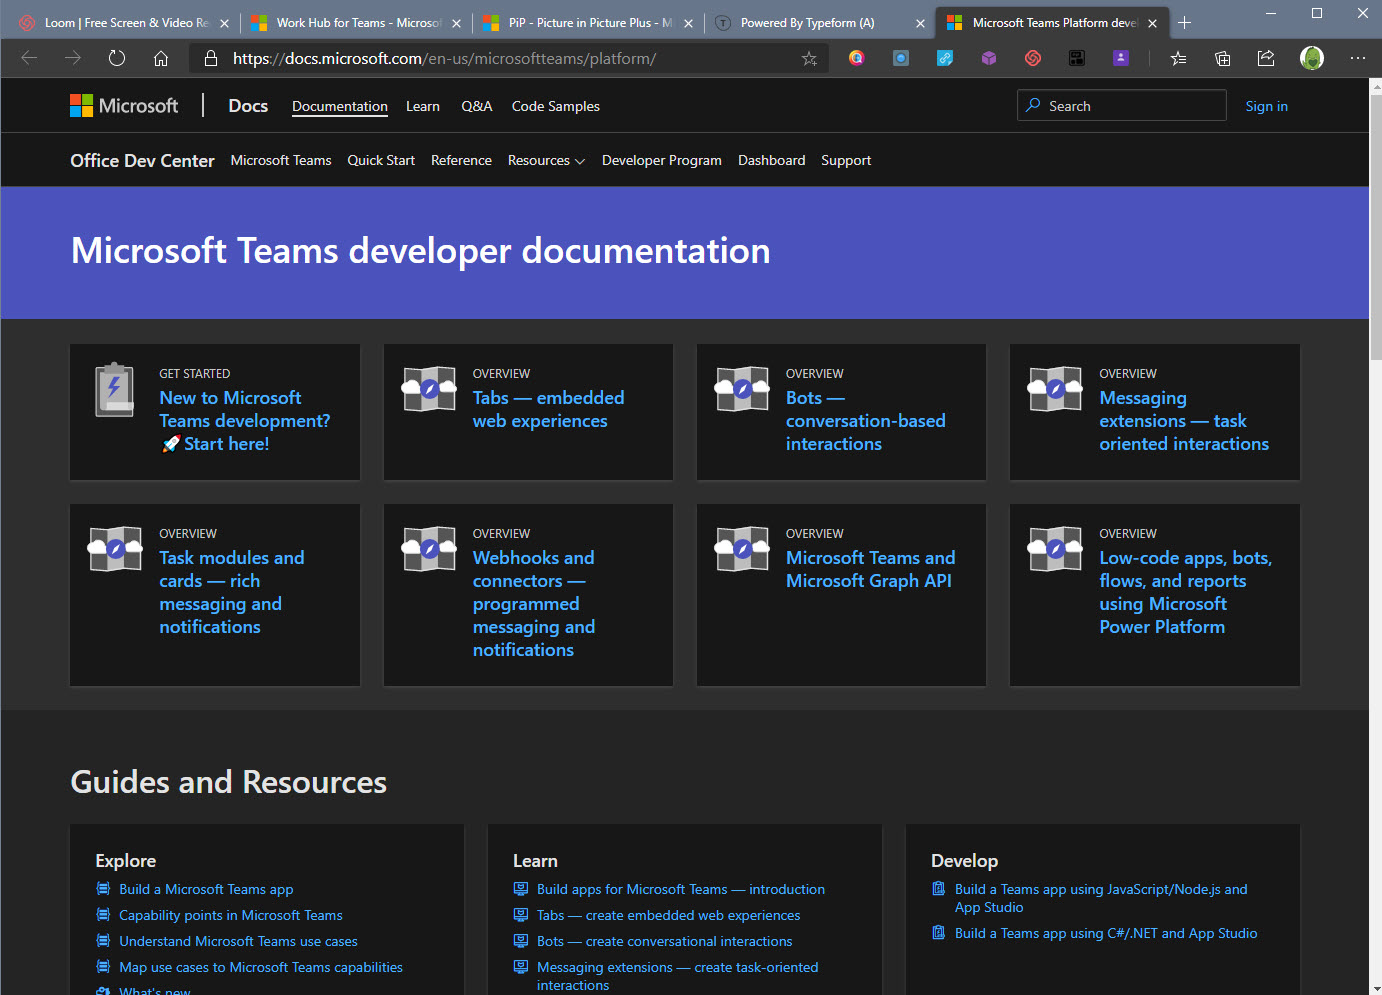 Loom | Free Screen & Video Re
Work Hub for Teams - Microsof
PiP - Picture in Picture Plus - Mi
Powered By Typeform (A)
Microsoft Teams Platform deve
https://docs.microsoft.com/en-us/microsoftteams/platform/
Microsoft
Docs
Documentation
Learn
Q&A
Code Samples
Search
Sign in
Office Dev Center
Microsoft Teams
Quick Start
Reference
Resources
Developer Program
Dashboard
Support
Microsoft Teams developer documentation
GET STARTED
New to Microsoft
Teams development?
🚀 Start here!
OVERVIEW
Tabs — embedded
web experiences
OVERVIEW
Bots —
conversation-based
interactions
OVERVIEW
Messaging
extensions — task
oriented interactions
OVERVIEW
Task modules and
cards — rich
messaging and
notifications
OVERVIEW
Webhooks and
connectors —
programmed
messaging and
notifications
OVERVIEW
Microsoft Teams and
Microsoft Graph API
OVERVIEW
Low-code apps, bots,
flows, and reports
using Microsoft
Power Platform
Guides and Resources
Explore
Build a Microsoft Teams app
Capability points in Microsoft Teams
Understand Microsoft Teams use cases
Map use cases to Microsoft Teams capabilities
What's new
Learn
Build apps for Microsoft Teams — introduction
Tabs — create embedded web experiences
Bots — create conversational interactions
Messaging extensions — create task-oriented
interactions
Develop
Build a Teams app using JavaScript/Node.js and
App Studio
Build a Teams app using C#/.NET and App Studio